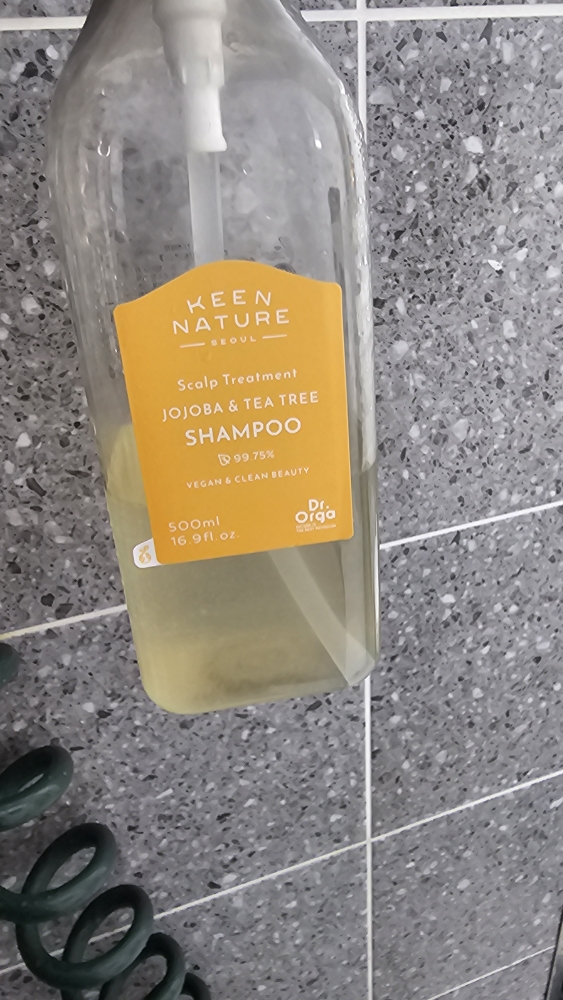 KEEN
NATURE
SEOUL
Scalp Treatment
JOJOBA & TEA TREE
SHAMPOO
99.75%
VEGAN & CLEAN BEAUTY
500ml
16.9fl.oz.
Dr.
Orga